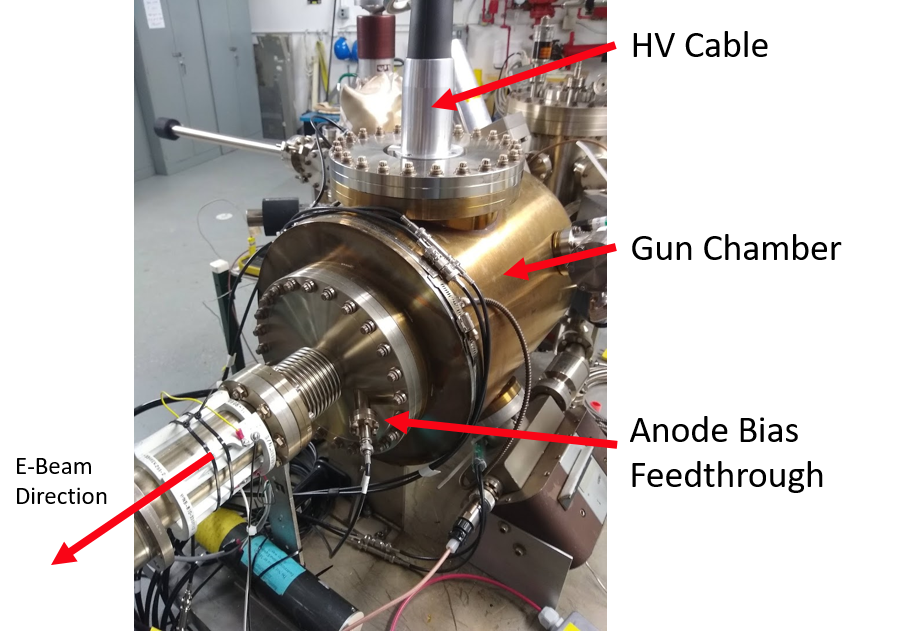 HV Cable
Gun Chamber
Anode Bias
Feedthrough
E-Beam
Direction